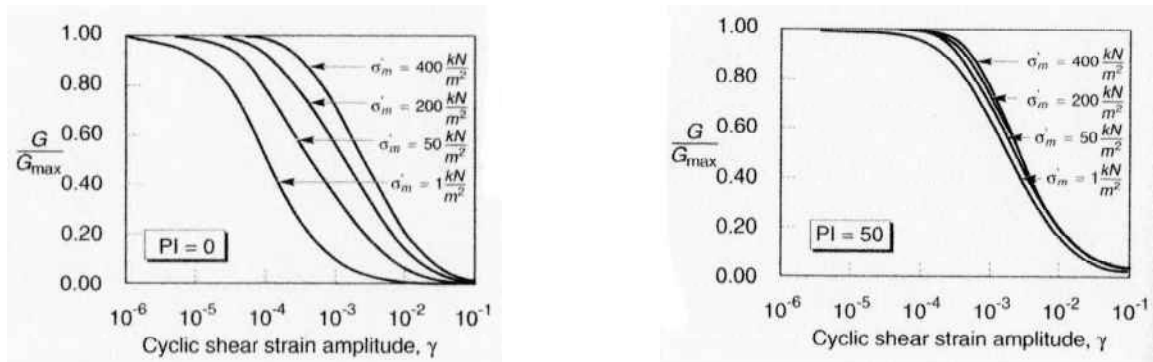 1.00
0.80
0.60
0.40
0.20
0.00
G
Gmax
σ'm = 400 kN/m²
σ'm = 200 kN/m²
σ'm = 50 kN/m²
σ'm = 1 kN/m²
PI = 0
10-6 10-5 10-4 10-3 10-2 10-1
Cyclic shear strain amplitude, γ
1.00
0.80
0.60
0.40
0.20
0.00
G
Gmax
σ'm = 400 kN/m²
σ'm = 200 kN/m²
σ'm = 50 kN/m²
σ'm = 1 kN/m²
PI = 50
10-6 10-5 10-4 10-3 10-2 10-1
Cyclic shear strain amplitude, γ